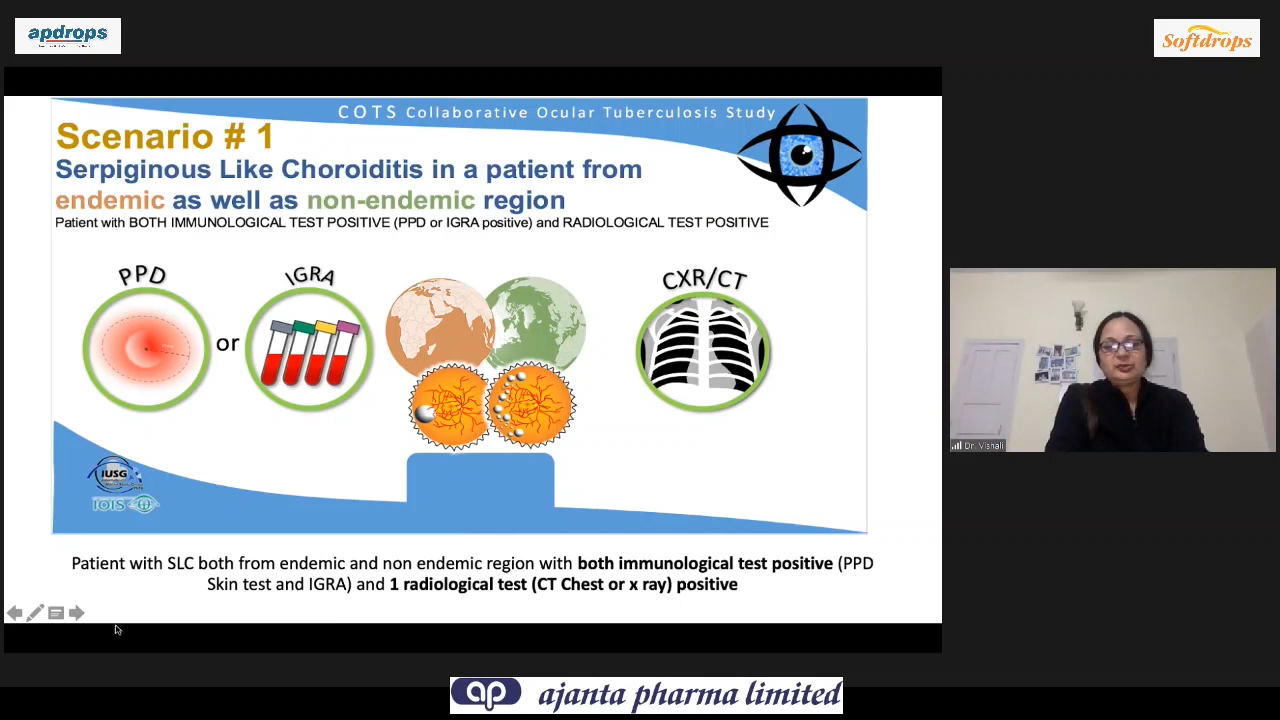 apdrops
Softdrops
COTS Collaborative Ocular Tuberculosis Study
Scenario # 1
Serpiginous Like Choroiditis in a patient from
endemic as well as non-endemic region
Patient with BOTH IMMUNOLOGICAL TEST POSITIVE (PPD or IGRA positive) and RADIOLOGICAL TEST POSITIVE
PPD
or
IGRA
CXR/CT
IUSG
IOIS
Patient with SLC both from endemic and non endemic region with both immunological test positive (PPD
Skin test and IGRA) and 1 radiological test (CT Chest or x ray) positive
Dr. Vishali
ap ajanta pharma limited